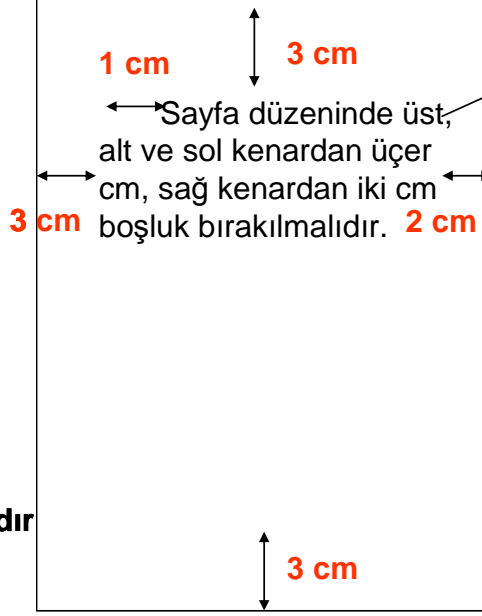 3 cm
1 cm
Sayfa düzeninde üst,
alt ve sol kenardan üçer
cm, sağ kenardan iki cm
boşluk bırakılmalıdır.
3 cm
2 cm
dır
3 cm